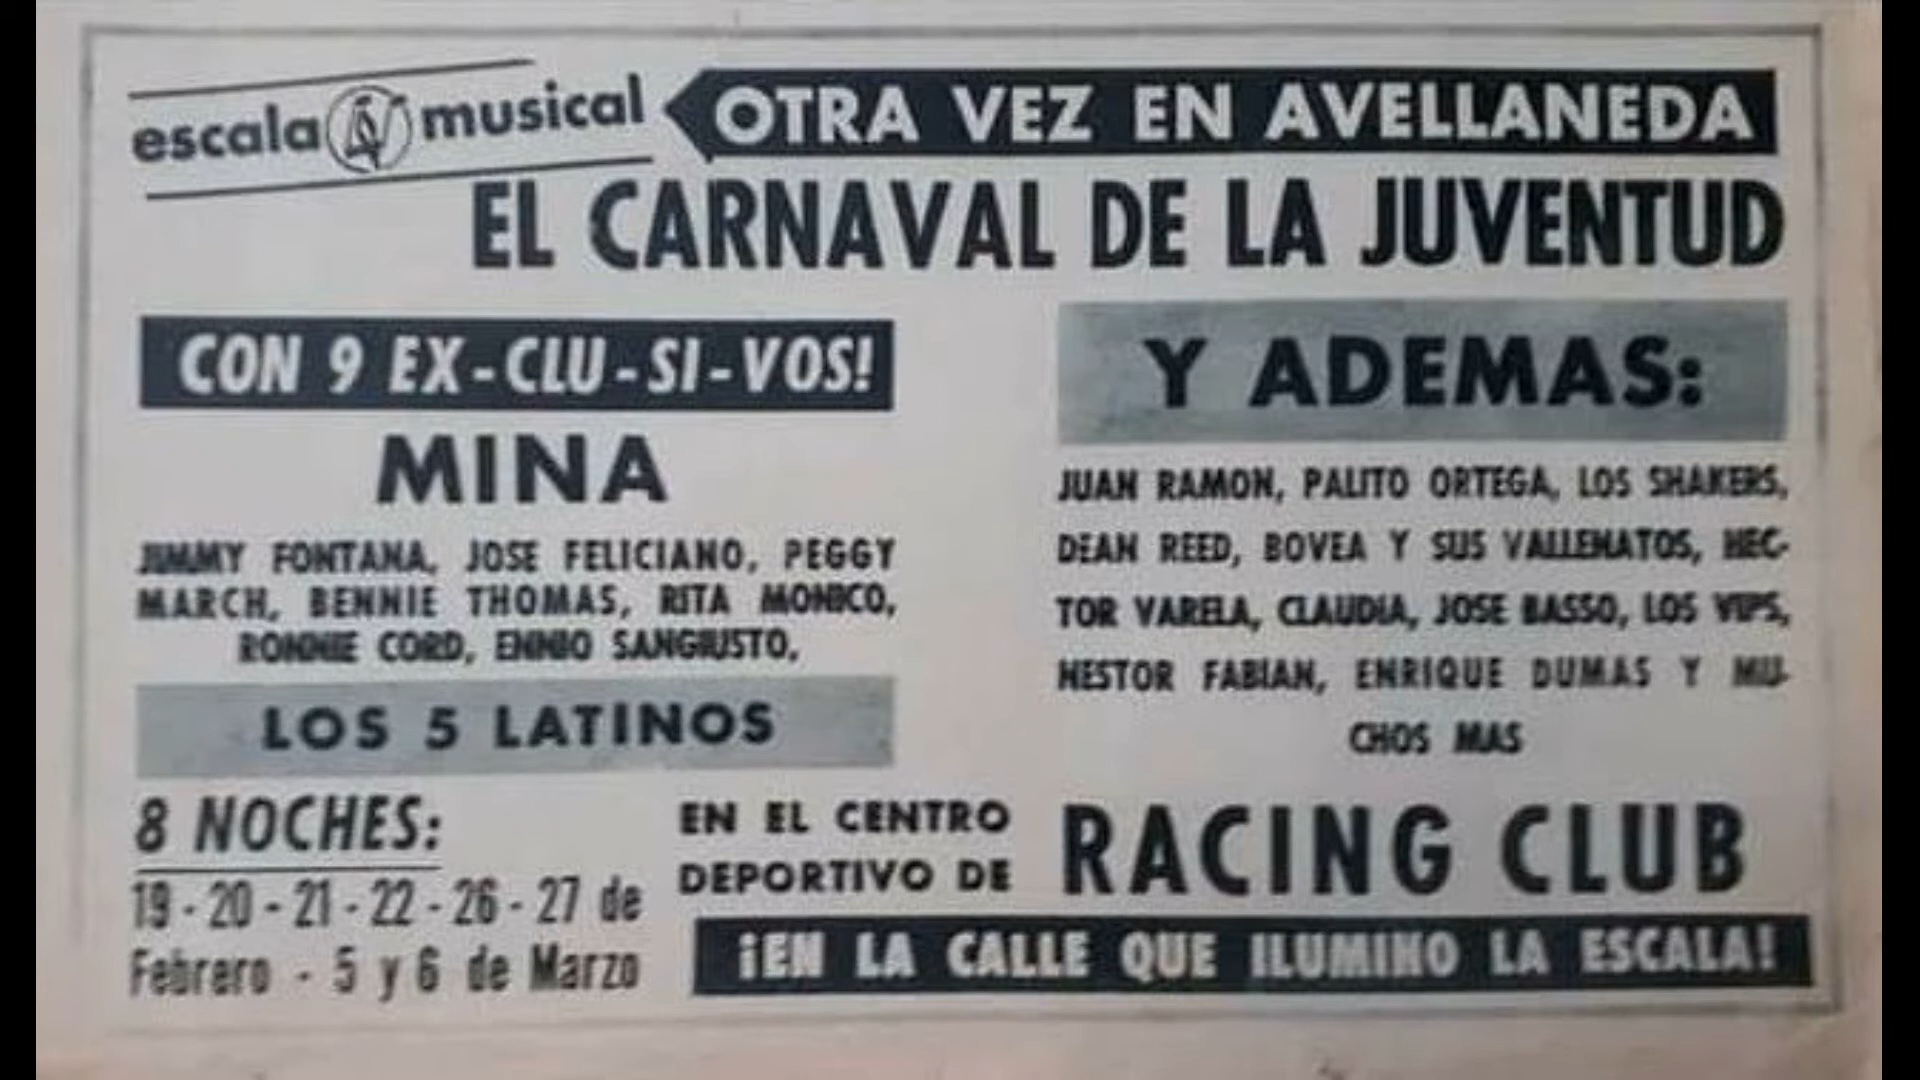 escala musical
OTRA VEZ EN AVELLANEDA
EL CARNAVAL DE LA JUVENTUD
CON 9 EX-CLU-SI-VOS!
MINA
JIMMY FONTANA, JOSE FELICIANO, PEGGY
MARCH, BENNIE THOMAS, RITA MONICO,
RONNIE CORD, ENNIO SANGIUSTO,
LOS 5 LATINOS
Y ADEMAS:
JUAN RAMON, PALITO ORTEGA, LOS SHAKERS,
DEAN REED, BOVEA Y SUS VALLENATOS, HEC-
TOR VARELA, CLAUDIA, JOSE BASSO, LOS VIPS,
NESTOR FABIAN, ENRIQUE DUMAS Y MU-
CHOS MAS
8 NOCHES:
19 - 20 - 21 - 22 - 26 - 27 de
Febrero - 5 y 6 de Marzo
EN EL CENTRO
DEPORTIVO DE
RACING CLUB
¡EN LA CALLE QUE ILUMINO LA ESCALA!